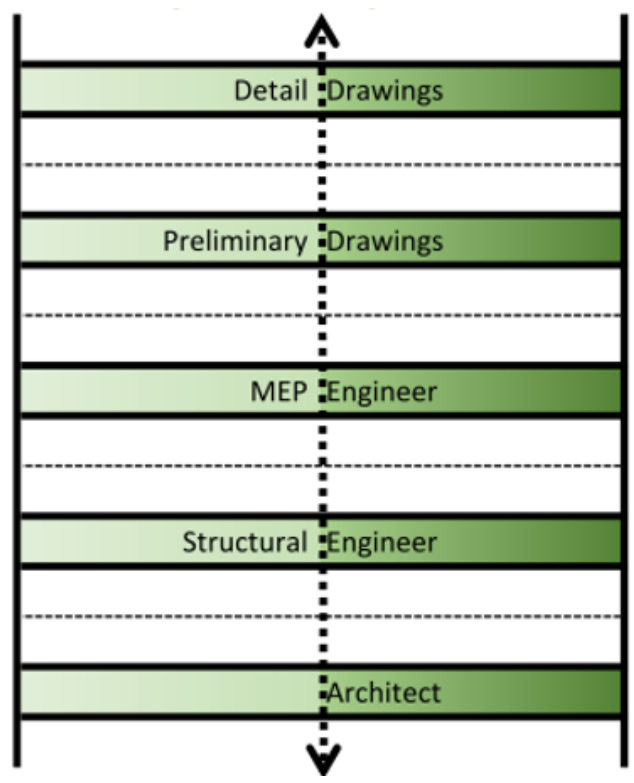 Detail Drawings
Preliminary Drawings
MEP Engineer
Structural Engineer
Architect